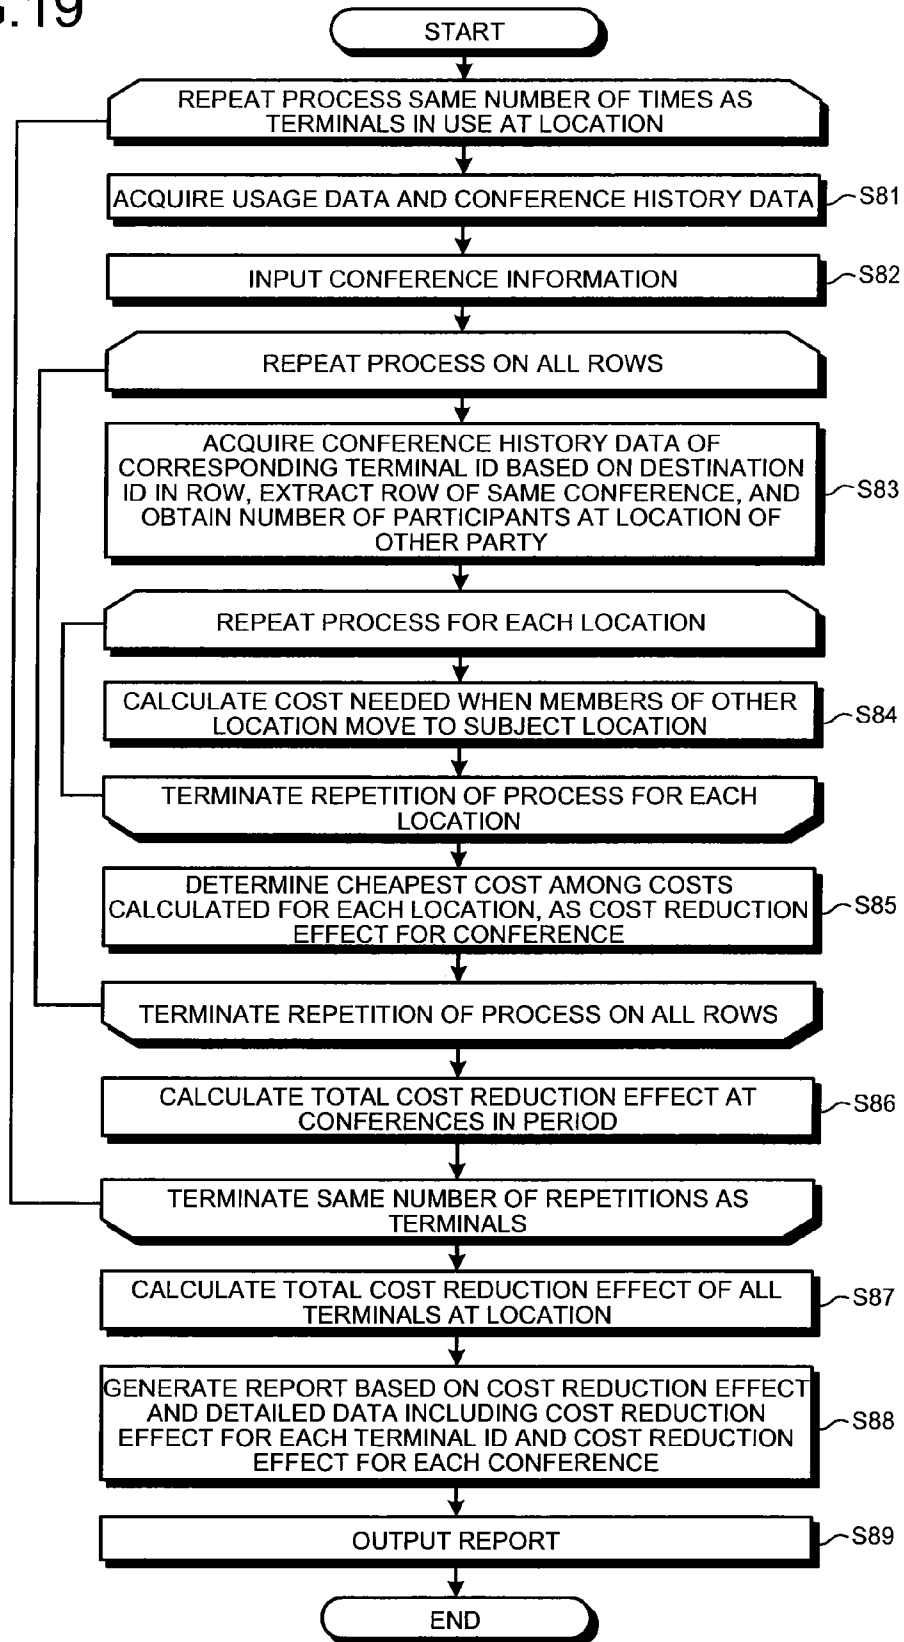 G.19
START
REPEAT PROCESS SAME NUMBER OF TIMES AS
TERMINALS IN USE AT LOCATION
ACQUIRE USAGE DATA AND CONFERENCE HISTORY DATA
S81
INPUT CONFERENCE INFORMATION
S82
REPEAT PROCESS ON ALL ROWS
ACQUIRE CONFERENCE HISTORY DATA OF
CORRESPONDING TERMINAL ID BASED ON DESTINATION
ID IN ROW, EXTRACT ROW OF SAME CONFERENCE, AND
OBTAIN NUMBER OF PARTICIPANTS AT LOCATION OF
OTHER PARTY
S83
REPEAT PROCESS FOR EACH LOCATION
CALCULATE COST NEEDED WHEN MEMBERS OF OTHER
LOCATION MOVE TO SUBJECT LOCATION
S84
TERMINATE REPETITION OF PROCESS FOR EACH
LOCATION
DETERMINE CHEAPEST COST AMONG COSTS
CALCULATED FOR EACH LOCATION, AS COST REDUCTION
EFFECT FOR CONFERENCE
S85
TERMINATE REPETITION OF PROCESS ON ALL ROWS
CALCULATE TOTAL COST REDUCTION EFFECT AT
CONFERENCES IN PERIOD
S86
TERMINATE SAME NUMBER OF REPETITIONS AS
TERMINALS
CALCULATE TOTAL COST REDUCTION EFFECT OF ALL
TERMINALS AT LOCATION
S87
GENERATE REPORT BASED ON COST REDUCTION EFFECT
AND DETAILED DATA INCLUDING COST REDUCTION
EFFECT FOR EACH TERMINAL ID AND COST REDUCTION
EFFECT FOR EACH CONFERENCE
S88
OUTPUT REPORT
S89
END